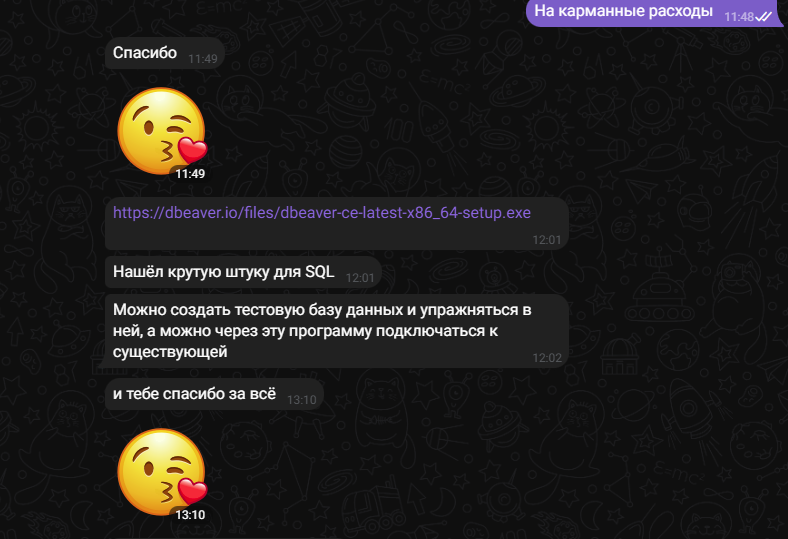 На карманные расходы 11:48
Спасибо 11:49
11:49
https://dbeaver.io/files/dbeaver-ce-latest-x86_64-setup.exe
12:01
Нашёл крутую штуку для SQL 12:01
Можно создать тестовую базу данных и упражняться в
ней, а можно через эту программу подключаться к
существующей 12:02
и тебе спасибо за всё 13:10
13:10